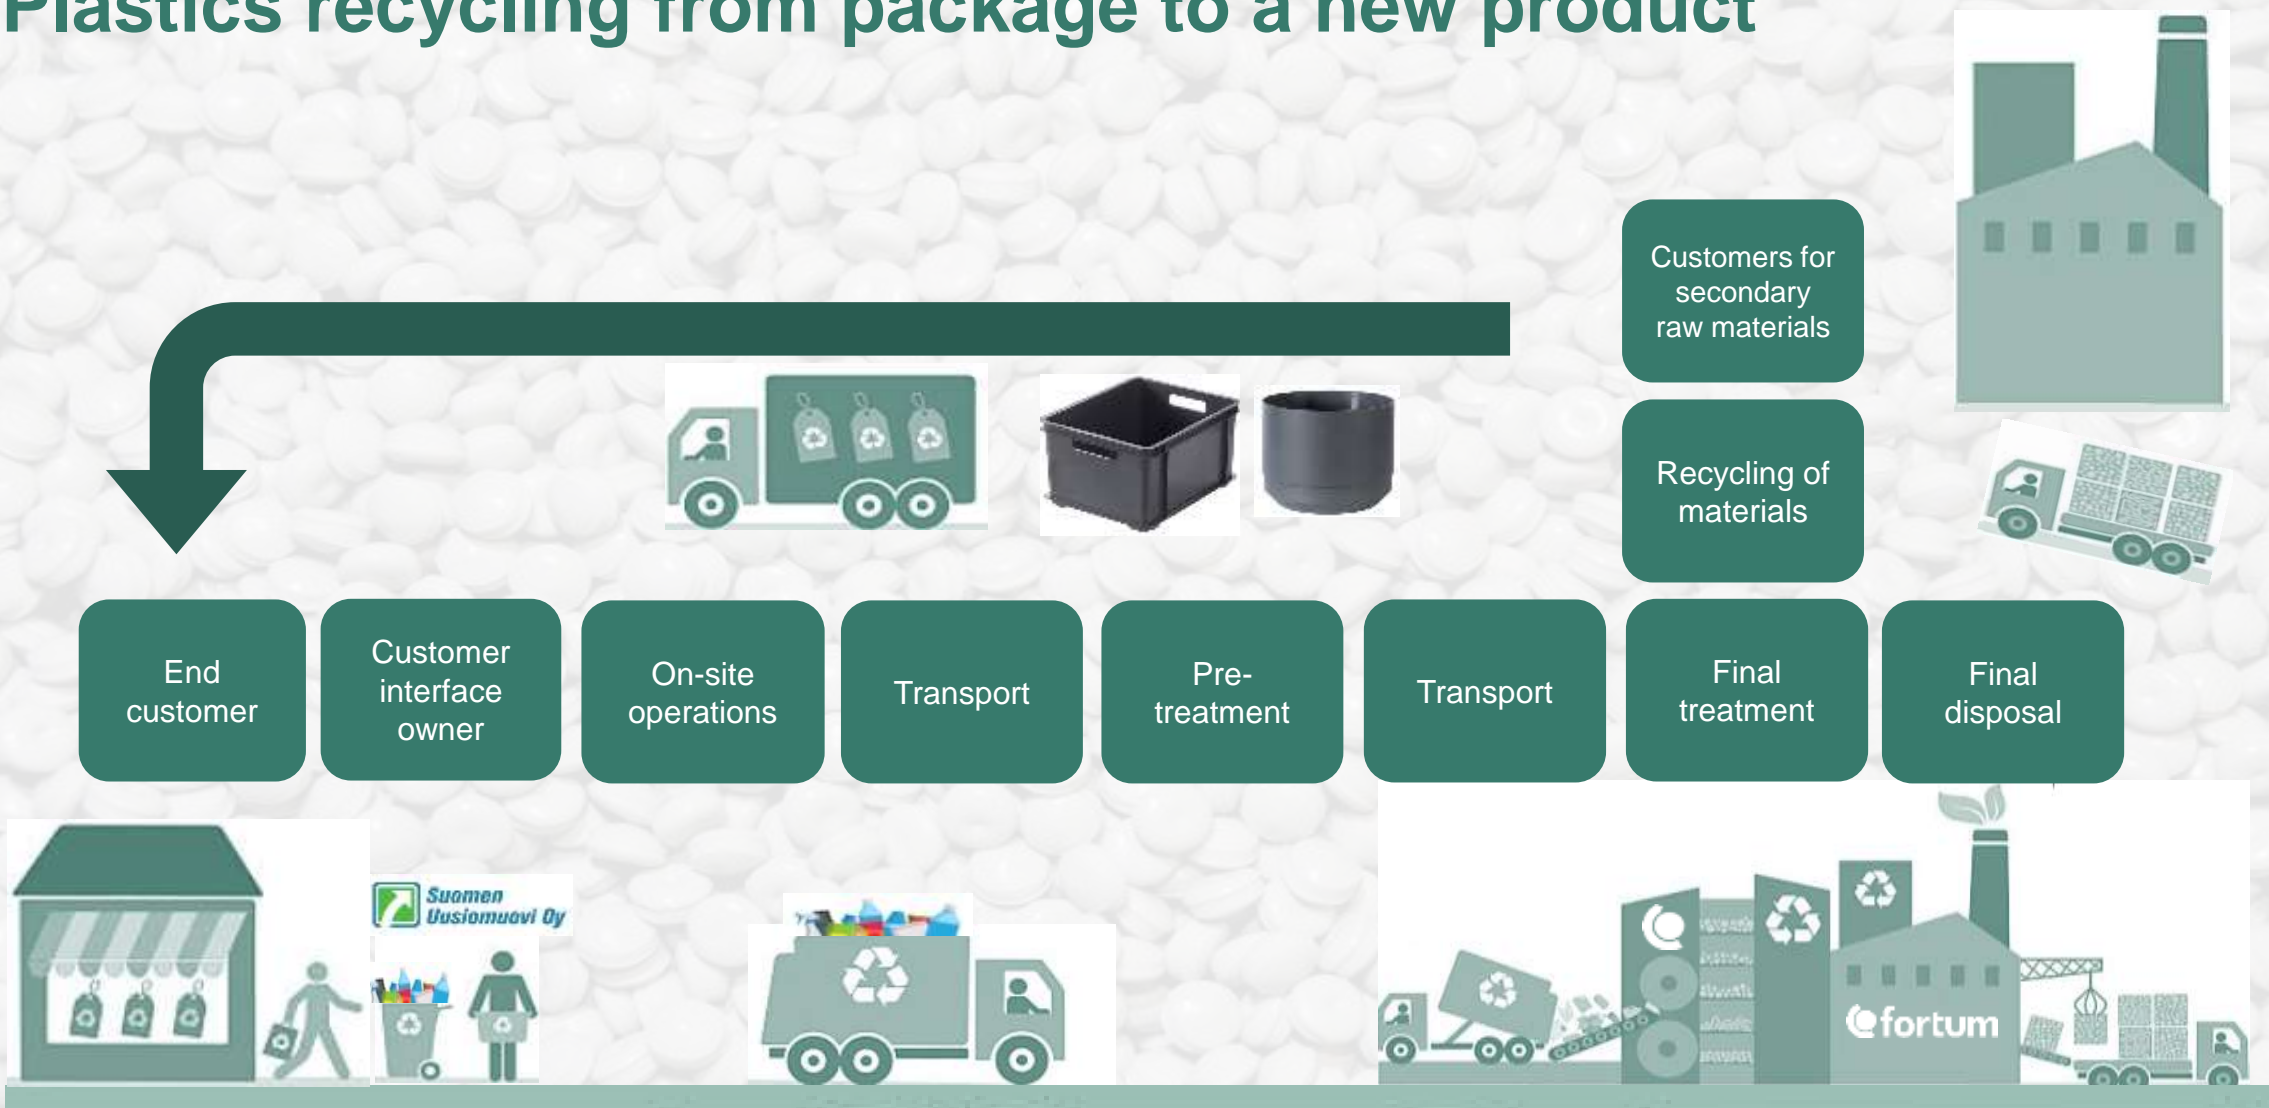 Plastics recycling from package to a new product
Customers for
secondary
raw materials
Recycling of
materials
End
customer
Customer
interface
owner
On-site
operations
Transport
Pre-
treatment
Transport
Final
treatment
Final
disposal
Suomen
Uusiomuovi Oy
fortum